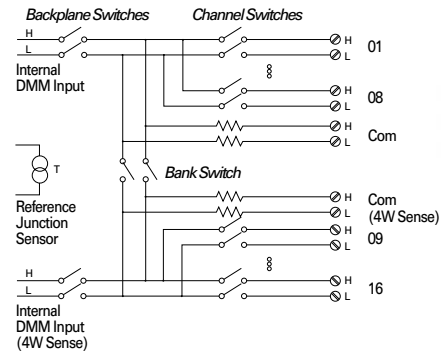 Backplane Switches Channel Switches
H H
L L 01
Internal
DMM Input
H
L 08
H
L Com
T Bank Switch
Reference
Junction
Sensor
H Com
L (4W Sense)
H 09
L
H H
L L 16
Internal
DMM Input
(4W Sense)